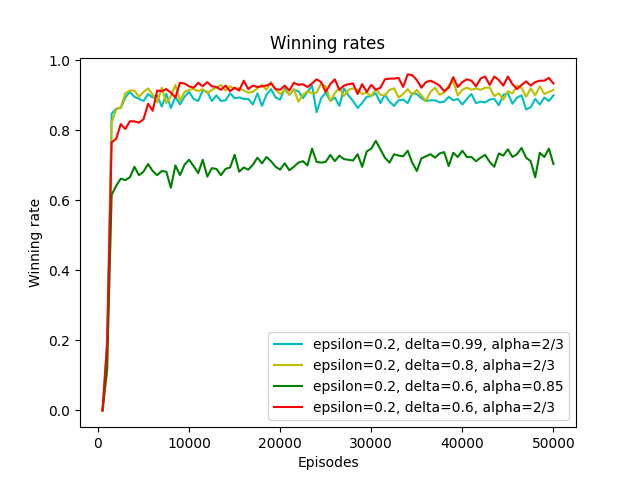 Winning rates
1.0
0.8
0.6
0.4
0.2
0.0
Winning rate
epsilon=0.2, delta=0.99, alpha=2/3
epsilon=0.2, delta=0.8, alpha=2/3
epsilon=0.2, delta=0.6, alpha=0.85
epsilon=0.2, delta=0.6, alpha=2/3
0 10000 20000 30000 40000 50000
Episodes